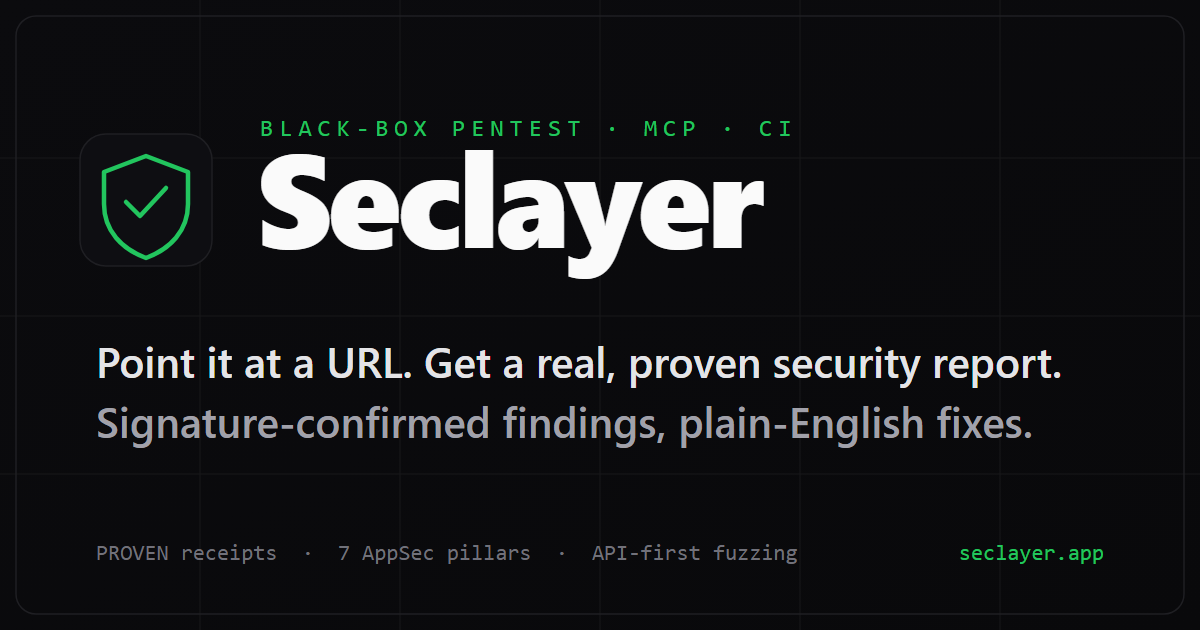 BLACK-BOX PENTEST · MCP · CI
Seclayer
Point it at a URL. Get a real, proven security report.
Signature-confirmed findings, plain-English fixes.
PROVEN receipts · 7 AppSec pillars · API-first fuzzing
seclayer.app